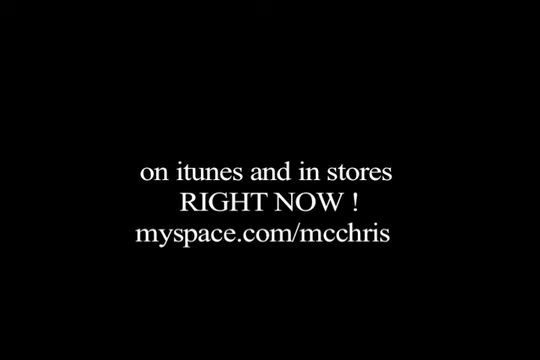 on itunes and in stores
RIGHT NOW !
myspace.com/mcchris